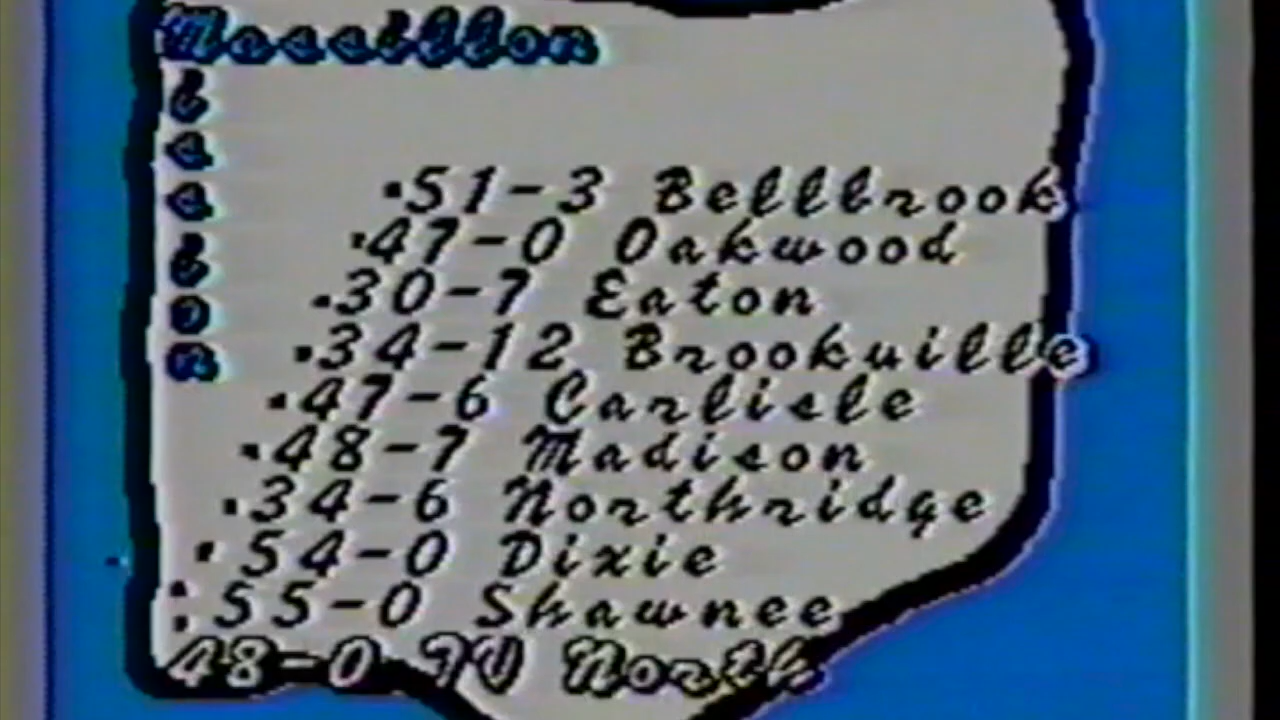 Massillon
i
s
s
i
o
n
.51-3 Bellbrook
.47-0 Oakwood
.30-7 Eaton
.34-12 Brookville
.47-6 Carlisle
.48-7 Madison
.34-6 Northridge
.54-0 Dixie
.55-0 Shawnee
48-0 TV North